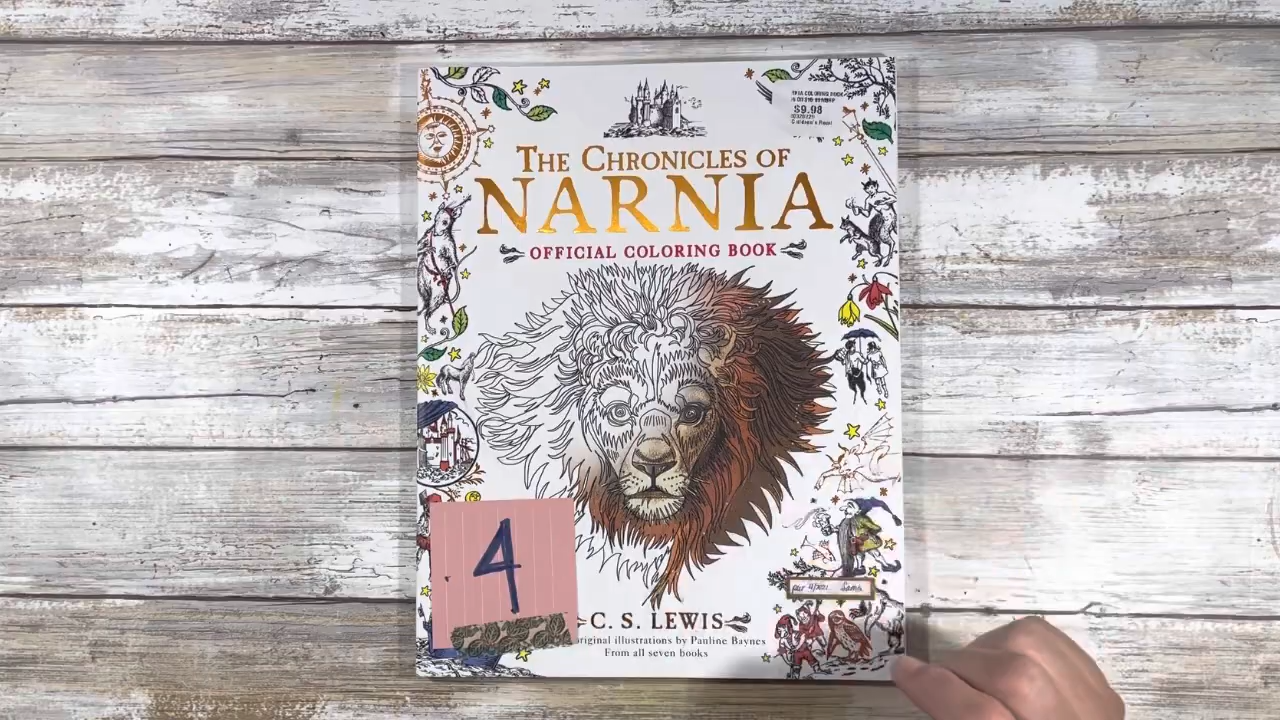 $9.98
THE CHRONICLES OF
NARNIA
OFFICIAL COLORING BOOK
4
C. S. LEWIS
original illustrations by Pauline Baynes
From all seven books